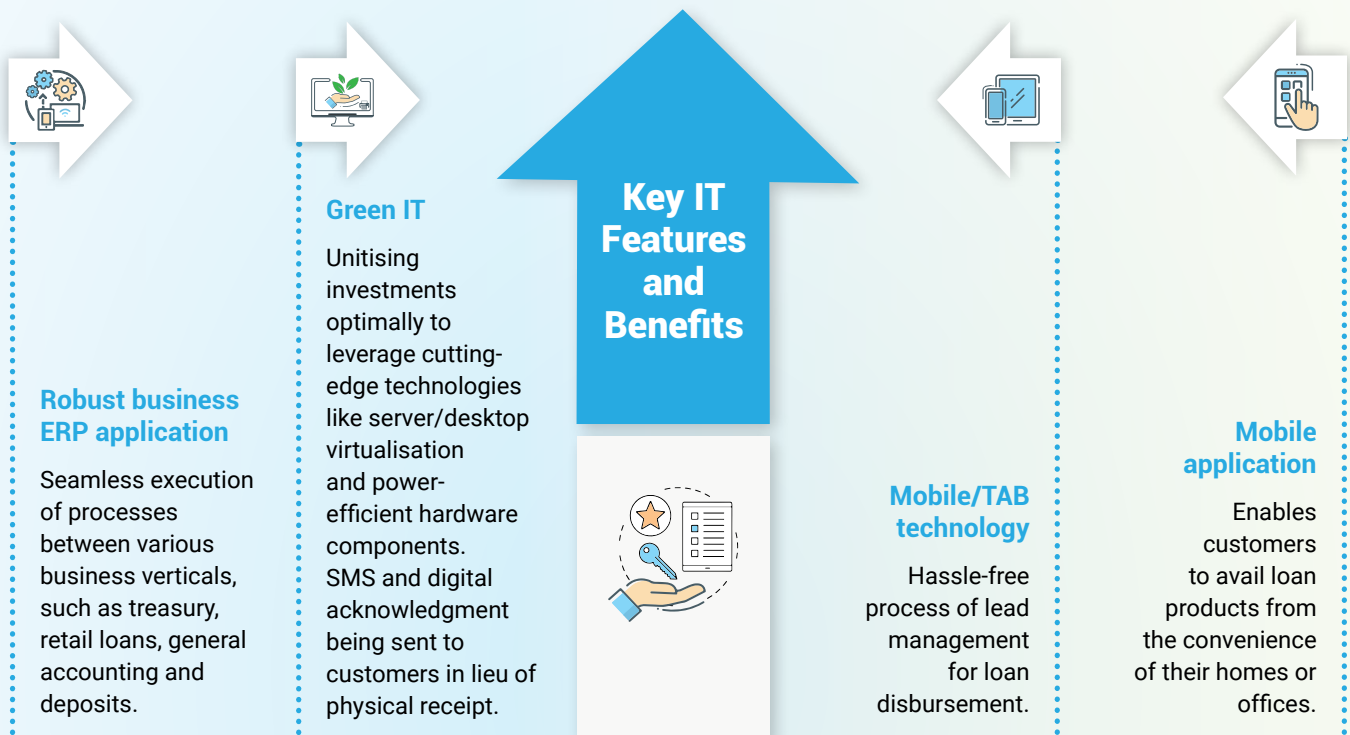 Key IT
Features
and
Benefits
Robust business
ERP application
Seamless execution
of processes
between various
business verticals,
such as treasury,
retail loans, general
accounting and
deposits.
Green IT
Unitising
investments
optimally to
leverage cutting-
edge technologies
like server/desktop
virtualisation
and power-
efficient hardware
components.
SMS and digital
acknowledgment
being sent to
customers in lieu of
physical receipt.
Mobile/TAB
technology
Hassle-free
process of lead
management
for loan
disbursement.
Mobile
application
Enables
customers
to avail loan
products from
the convenience
of their homes or
offices.